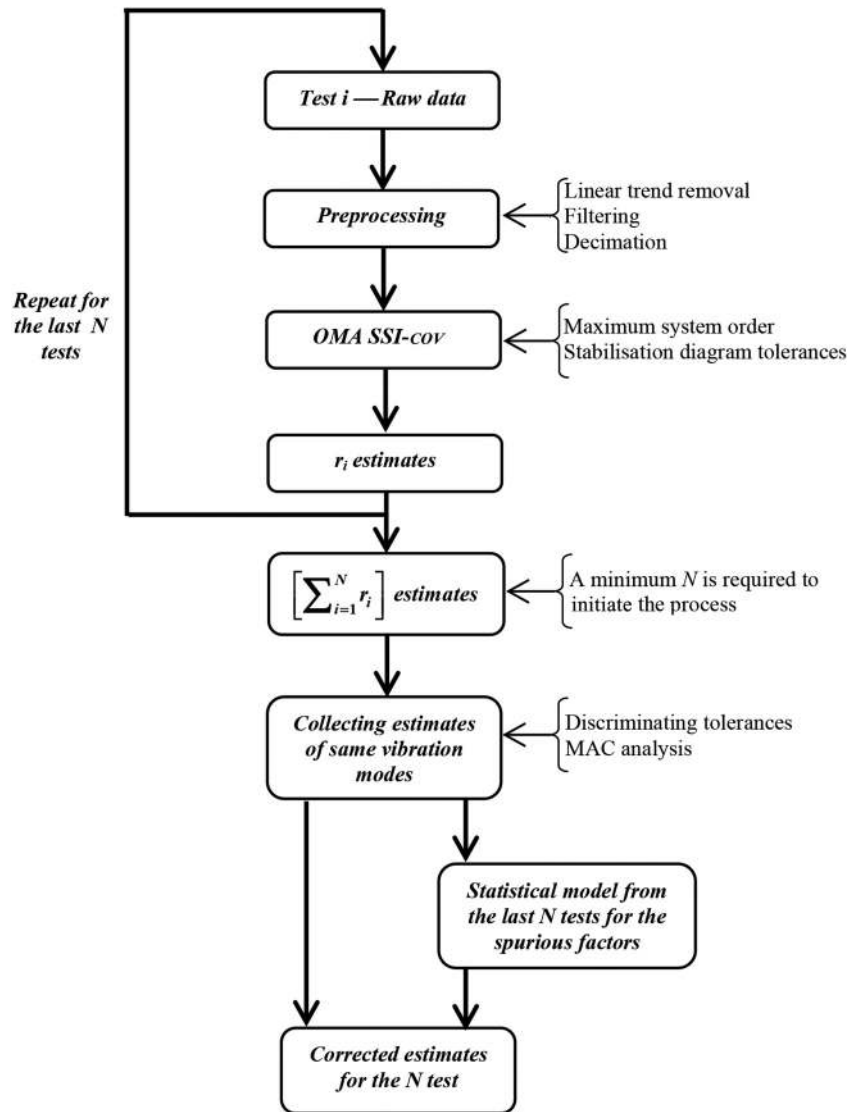 Test i — Raw data
Preprocessing
Linear trend removal
Filtering
Decimation
Repeat for
the last N
tests
OMA SSI-COV
Maximum system order
Stabilisation diagram tolerances
r_i estimates
[∑_{i=1}^{N} r_i] estimates
A minimum N is required to
initiate the process
Collecting estimates
of same vibration
modes
Discriminating tolerances
MAC analysis
Statistical model from
the last N tests for the
spurious factors
Corrected estimates
for the N test